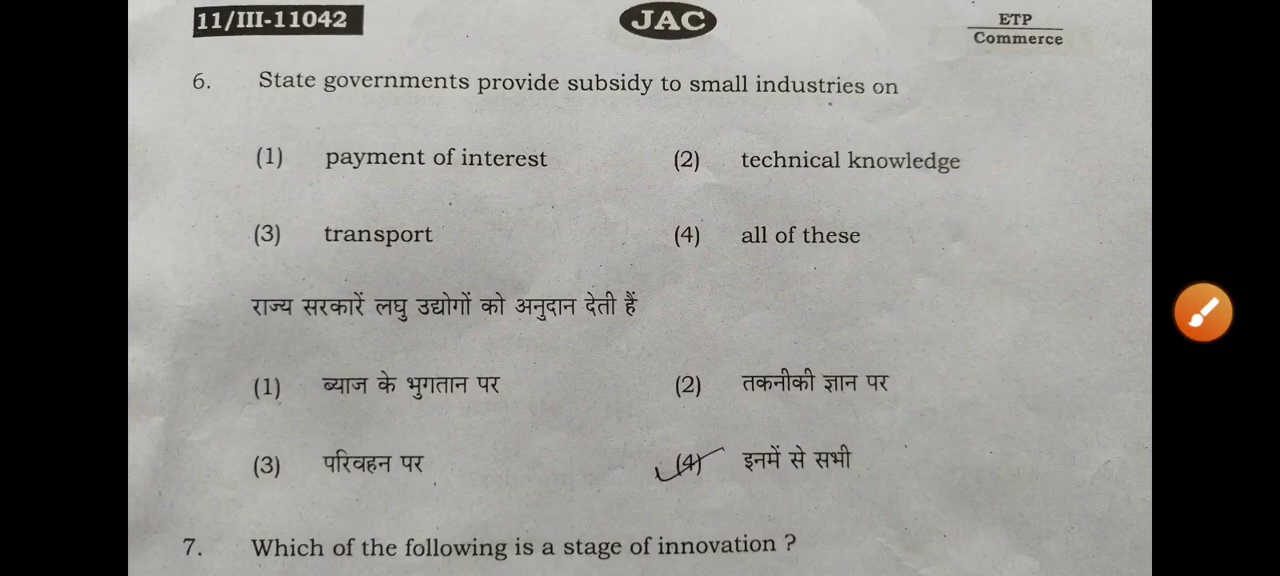 11/III-11042 JAC ETP
Commerce
6. State governments provide subsidy to small industries on
(1) payment of interest (2) technical knowledge
(3) transport (4) all of these
राज्य सरकारें लघु उद्योगों को अनुदान देती हैं
(1) ब्याज के भुगतान पर (2) तकनीकी ज्ञान पर
(3) परिवहन पर (4) इनमें से सभी
7. Which of the following is a stage of innovation ?